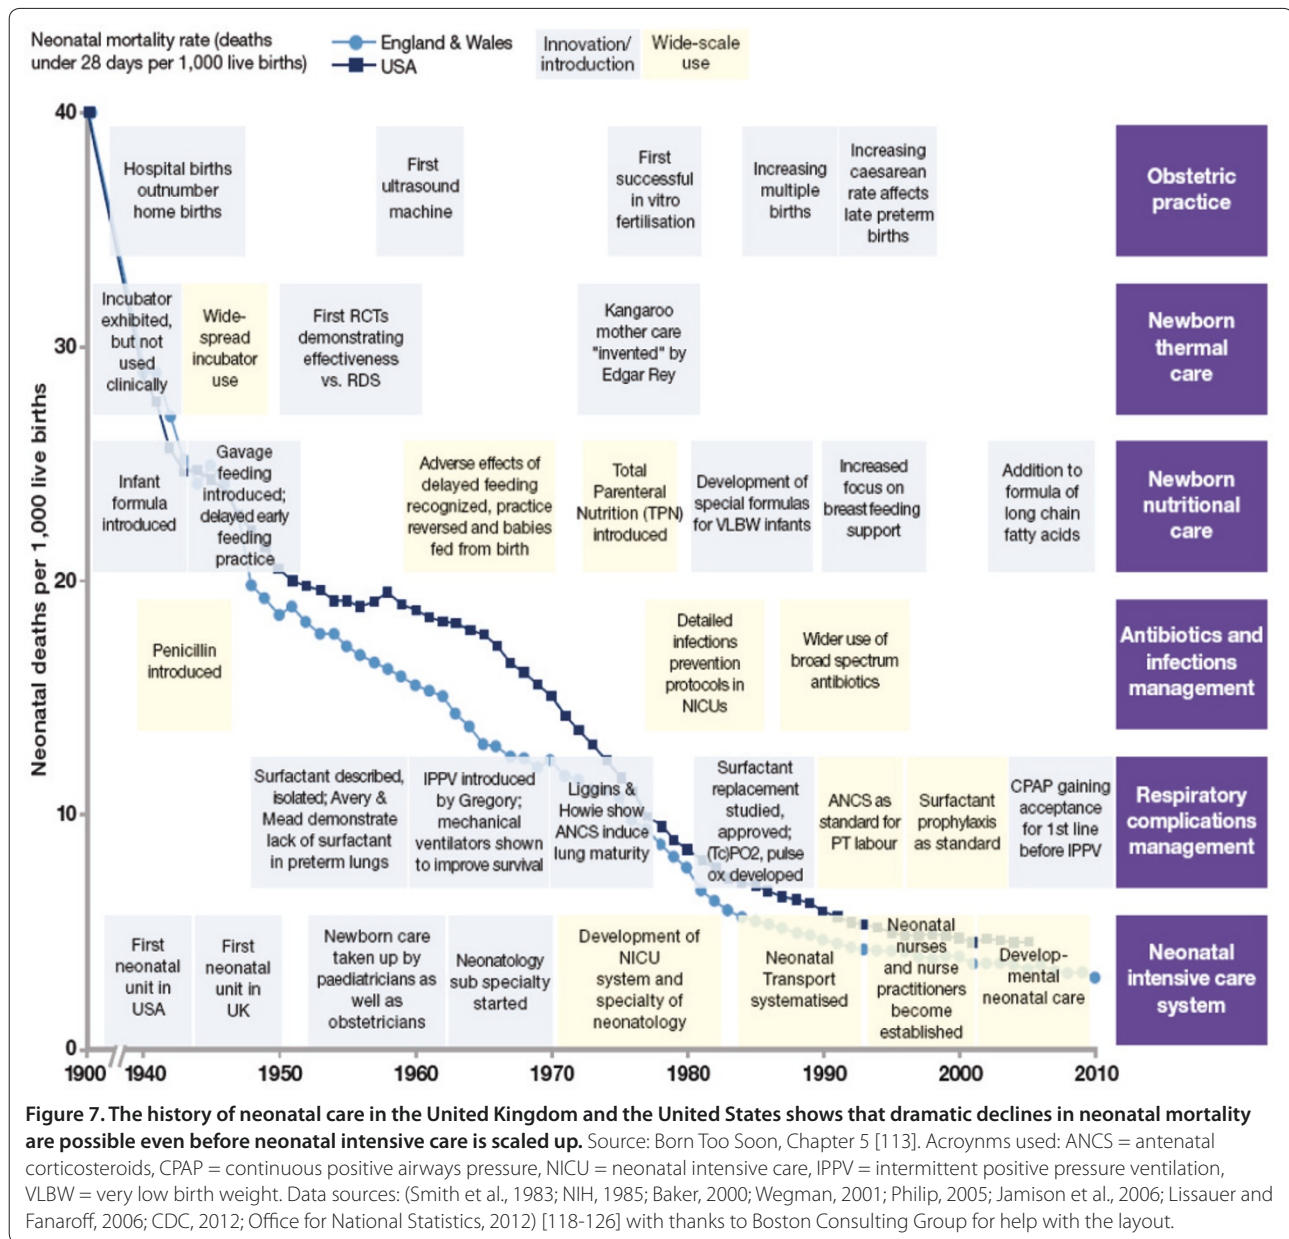 Neonatal mortality rate (deaths
under 28 days per 1,000 live births)
England & Wales
USA
Innovation/
introduction
Wide-scale
use
Neonatal deaths per 1,000 live births
40
30
20
10
0
Hospital births
outnumber
home births
First
ultrasound
machine
First
successful
in vitro
fertilisation
Increasing
multiple
births
Increasing
caesarean
rate affects
late preterm
births
Obstetric
practice
Incubator
exhibited,
but not
used
clinically
Wide-
spread
incubator
use
First RCTs
demonstrating
effectiveness
vs. RDS
Kangaroo
mother care
"invented" by
Edgar Rey
Newborn
thermal
care
Infant
formula
introduced
Gavage
feeding
introduced;
delayed early
feeding
practice
Adverse effects of
delayed feeding
recognized, practice
reversed and babies
fed from birth
Total
Parenteral
Nutrition (TPN)
introduced
Development of
special formulas
for VLBW infants
Increased
focus on
breastfeeding
support
Addition to
formula of
long chain
fatty acids
Newborn
nutritional
care
Penicillin
introduced
Detailed
infections
prevention
protocols in
NICUs
Wider use of
broad spectrum
antibiotics
Antibiotics and
infections
management
Surfactant described,
isolated; Avery &
Mead demonstrate
lack of surfactant
in preterm lungs
IPPV introduced
by Gregory;
mechanical
ventilators shown
to improve survival
Liggins &
Howie show
ANCS induce
lung maturity
Surfactant
replacement
studied,
approved;
(Tc)PO2, pulse
ox developed
ANCS as
standard for
PT labour
Surfactant
prophylaxis
as standard
CPAP gaining
acceptance
for 1st line
before IPPV
Respiratory
complications
management
First
neonatal
unit in
USA
First
neonatal
unit in
UK
Newborn care
taken up by
paediatricians as
well as
obstetricians
Neonatology
sub specialty
started
Development of
NICU
system and
specialty of
neonatology
Neonatal
Transport
systematised
Neonatal
nurses
and nurse
practitioners
become
established
Develop-
mental
neonatal care
Neonatal
intensive care
system
1900 1940 1950 1960 1970 1980 1990 2000 2010
Figure 7. The history of neonatal care in the United Kingdom and the United States shows that dramatic declines in neonatal mortality
are possible even before neonatal intensive care is scaled up. Source: Born Too Soon, Chapter 5 [113]. Acroynms used: ANCS = antenatal
corticosteroids, CPAP = continuous positive airways pressure, NICU = neonatal intensive care, IPPV = intermittent positive pressure ventilation,
VLBW = very low birth weight. Data sources: (Smith et al., 1983; NIH, 1985; Baker, 2000; Wegman, 2001; Philip, 2005; Jamison et al., 2006; Lissauer and
Fanaroff, 2006; CDC, 2012; Office for National Statistics, 2012) [118-126] with thanks to Boston Consulting Group for help with the layout.